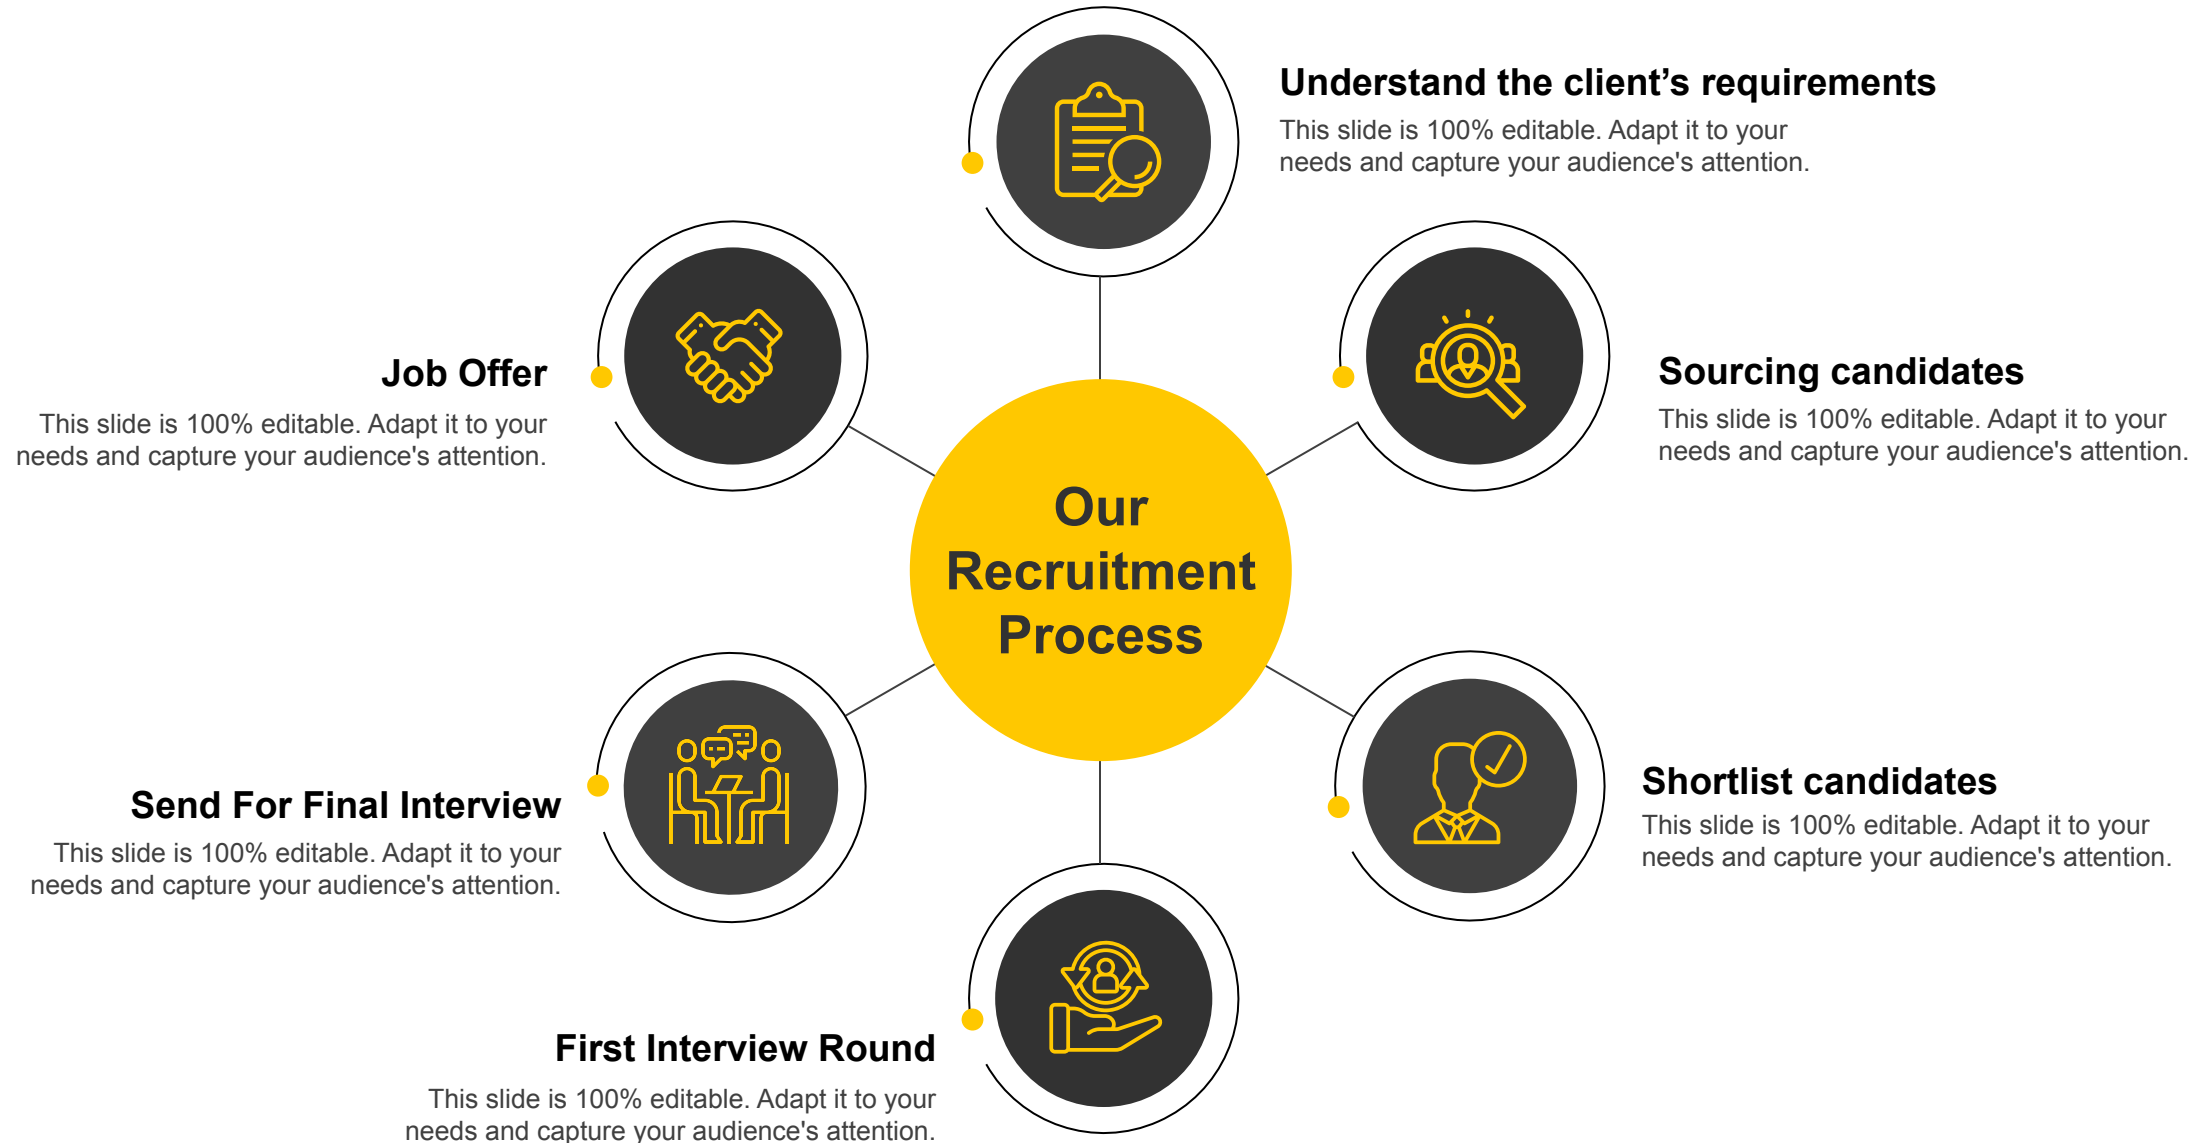 Understand the client’s requirements
This slide is 100% editable. Adapt it to your
needs and capture your audience's attention.
Sourcing candidates
This slide is 100% editable. Adapt it to your
needs and capture your audience's attention.
Shortlist candidates
This slide is 100% editable. Adapt it to your
needs and capture your audience's attention.
First Interview Round
This slide is 100% editable. Adapt it to your
needs and capture your audience's attention.
Send For Final Interview
This slide is 100% editable. Adapt it to your
needs and capture your audience's attention.
Job Offer
This slide is 100% editable. Adapt it to your
needs and capture your audience's attention.
Our
Recruitment
Process